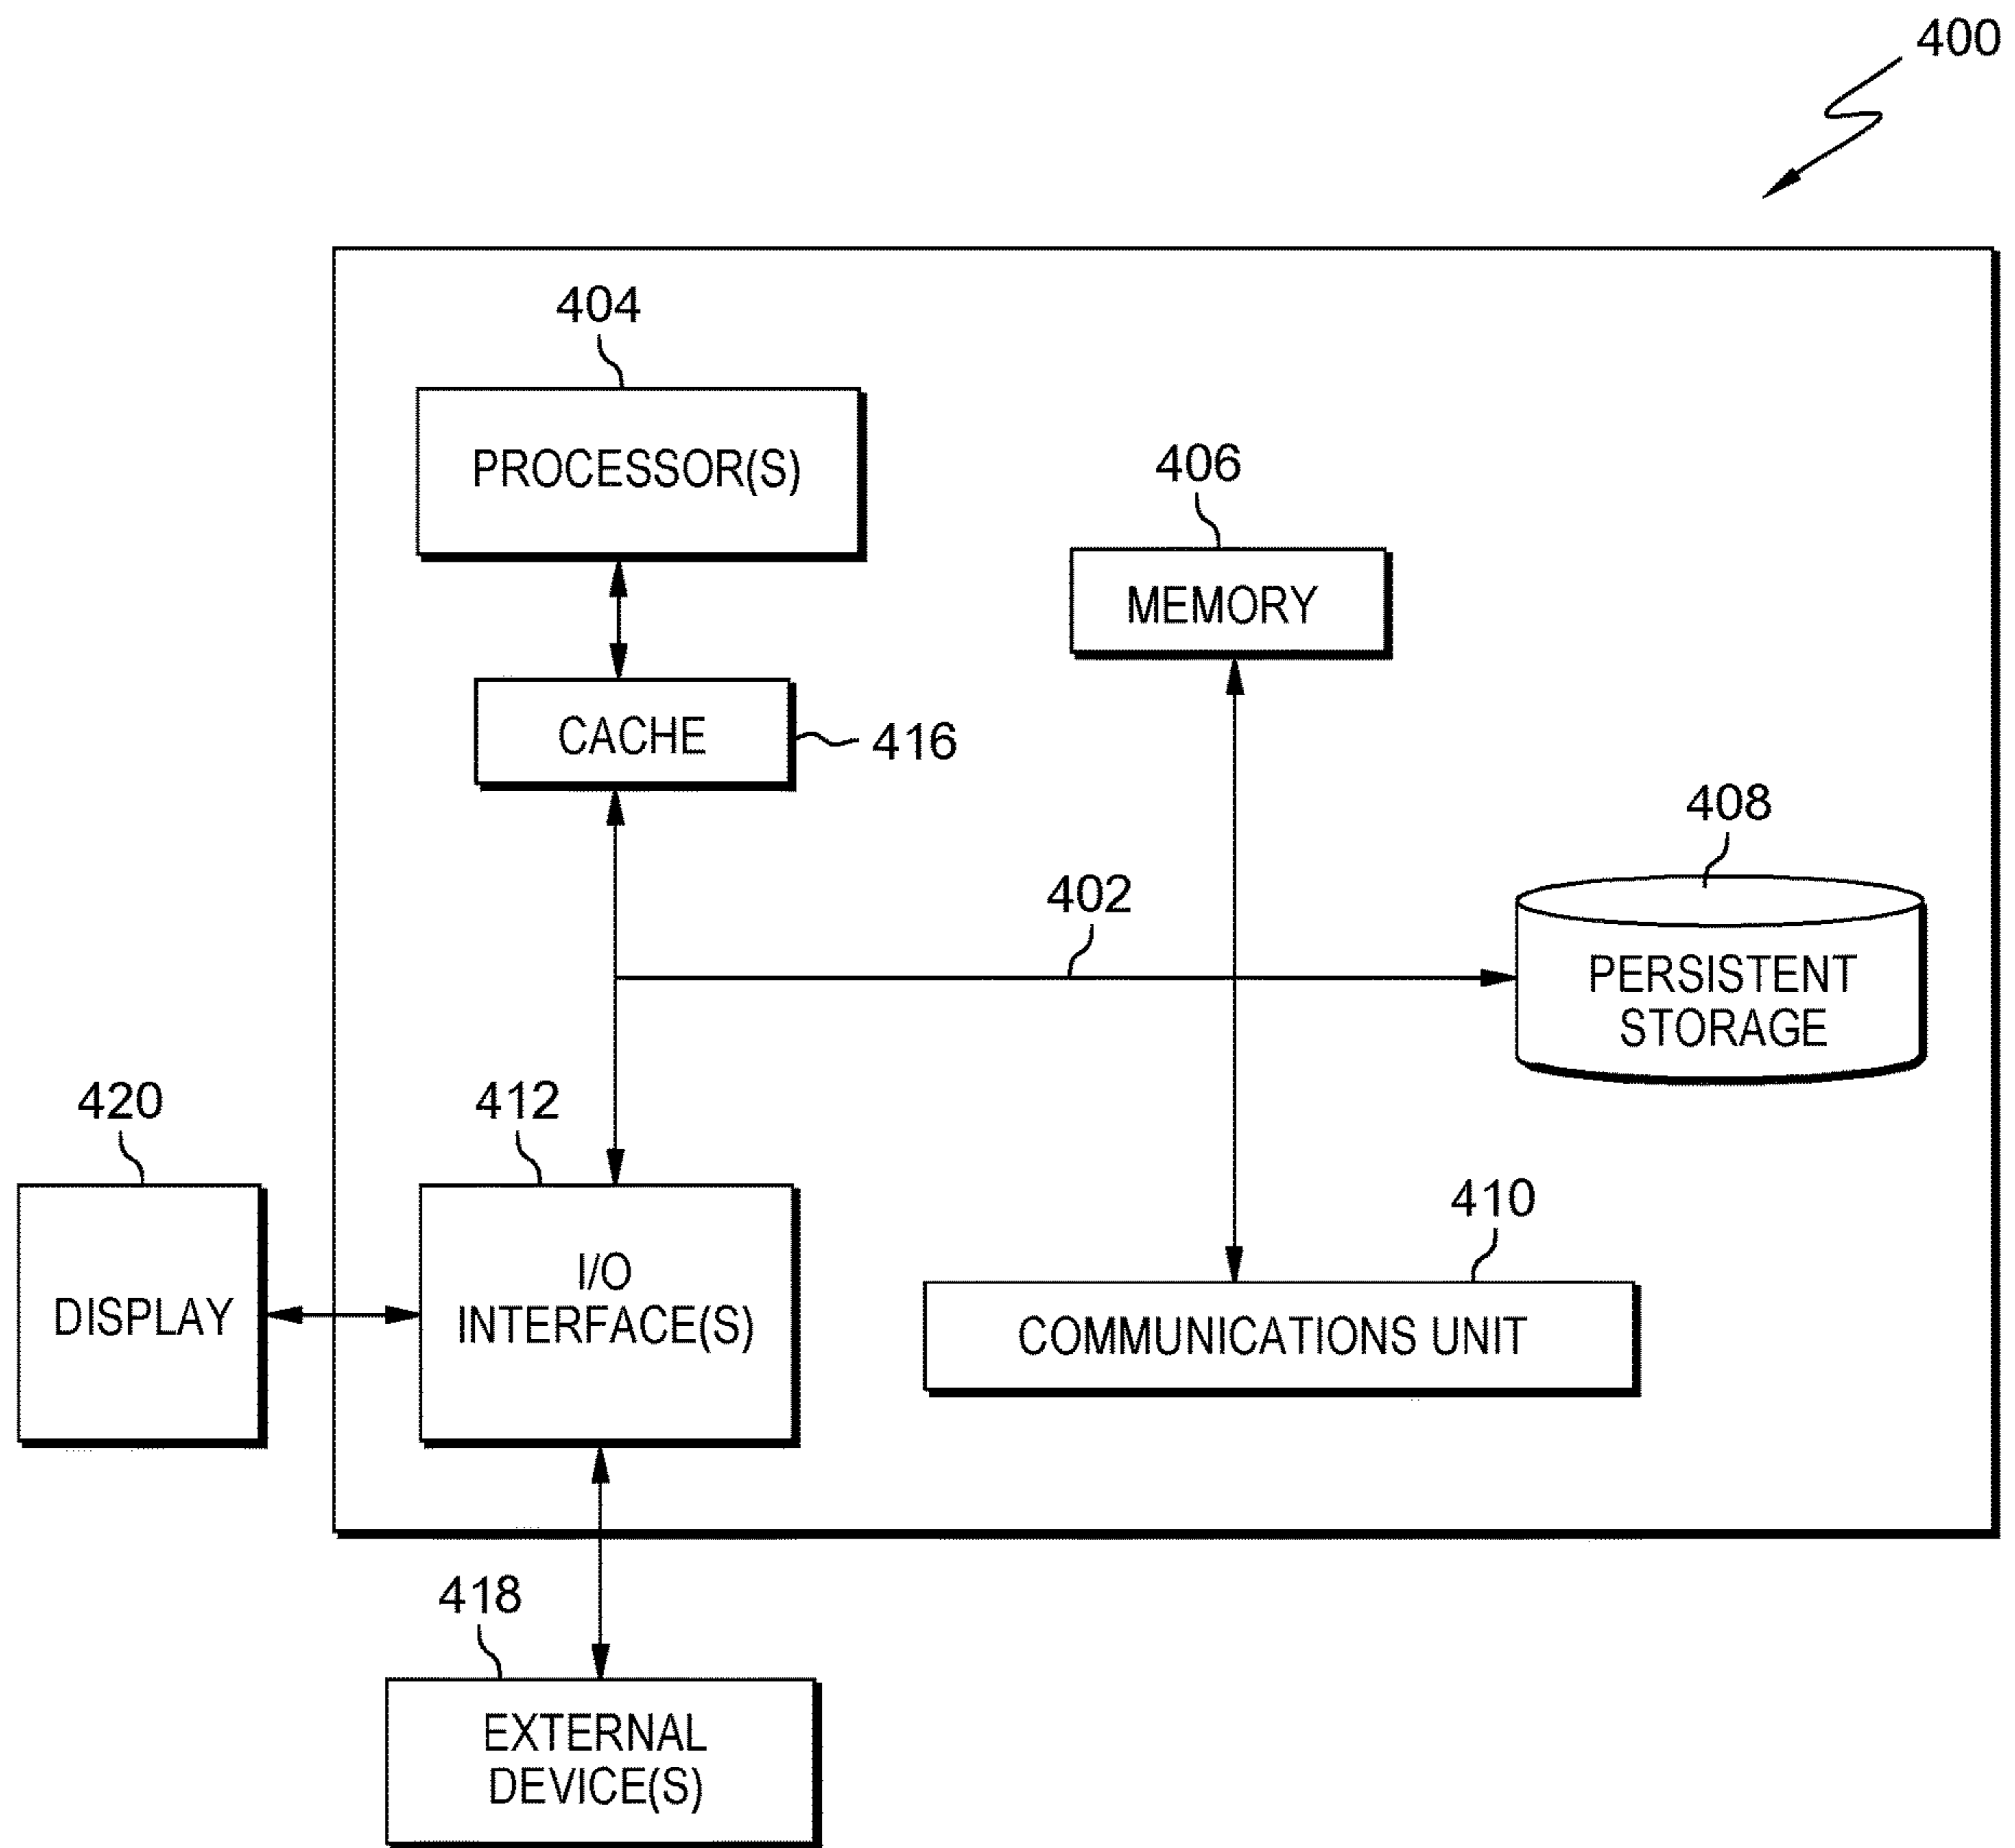 400
404
PROCESSOR(S)
406
MEMORY
CACHE
416
408
402
PERSISTENT
STORAGE
420
412
410
DISPLAY
I/O
INTERFACE(S)
COMMUNICATIONS UNIT
418
EXTERNAL
DEVICE(S)